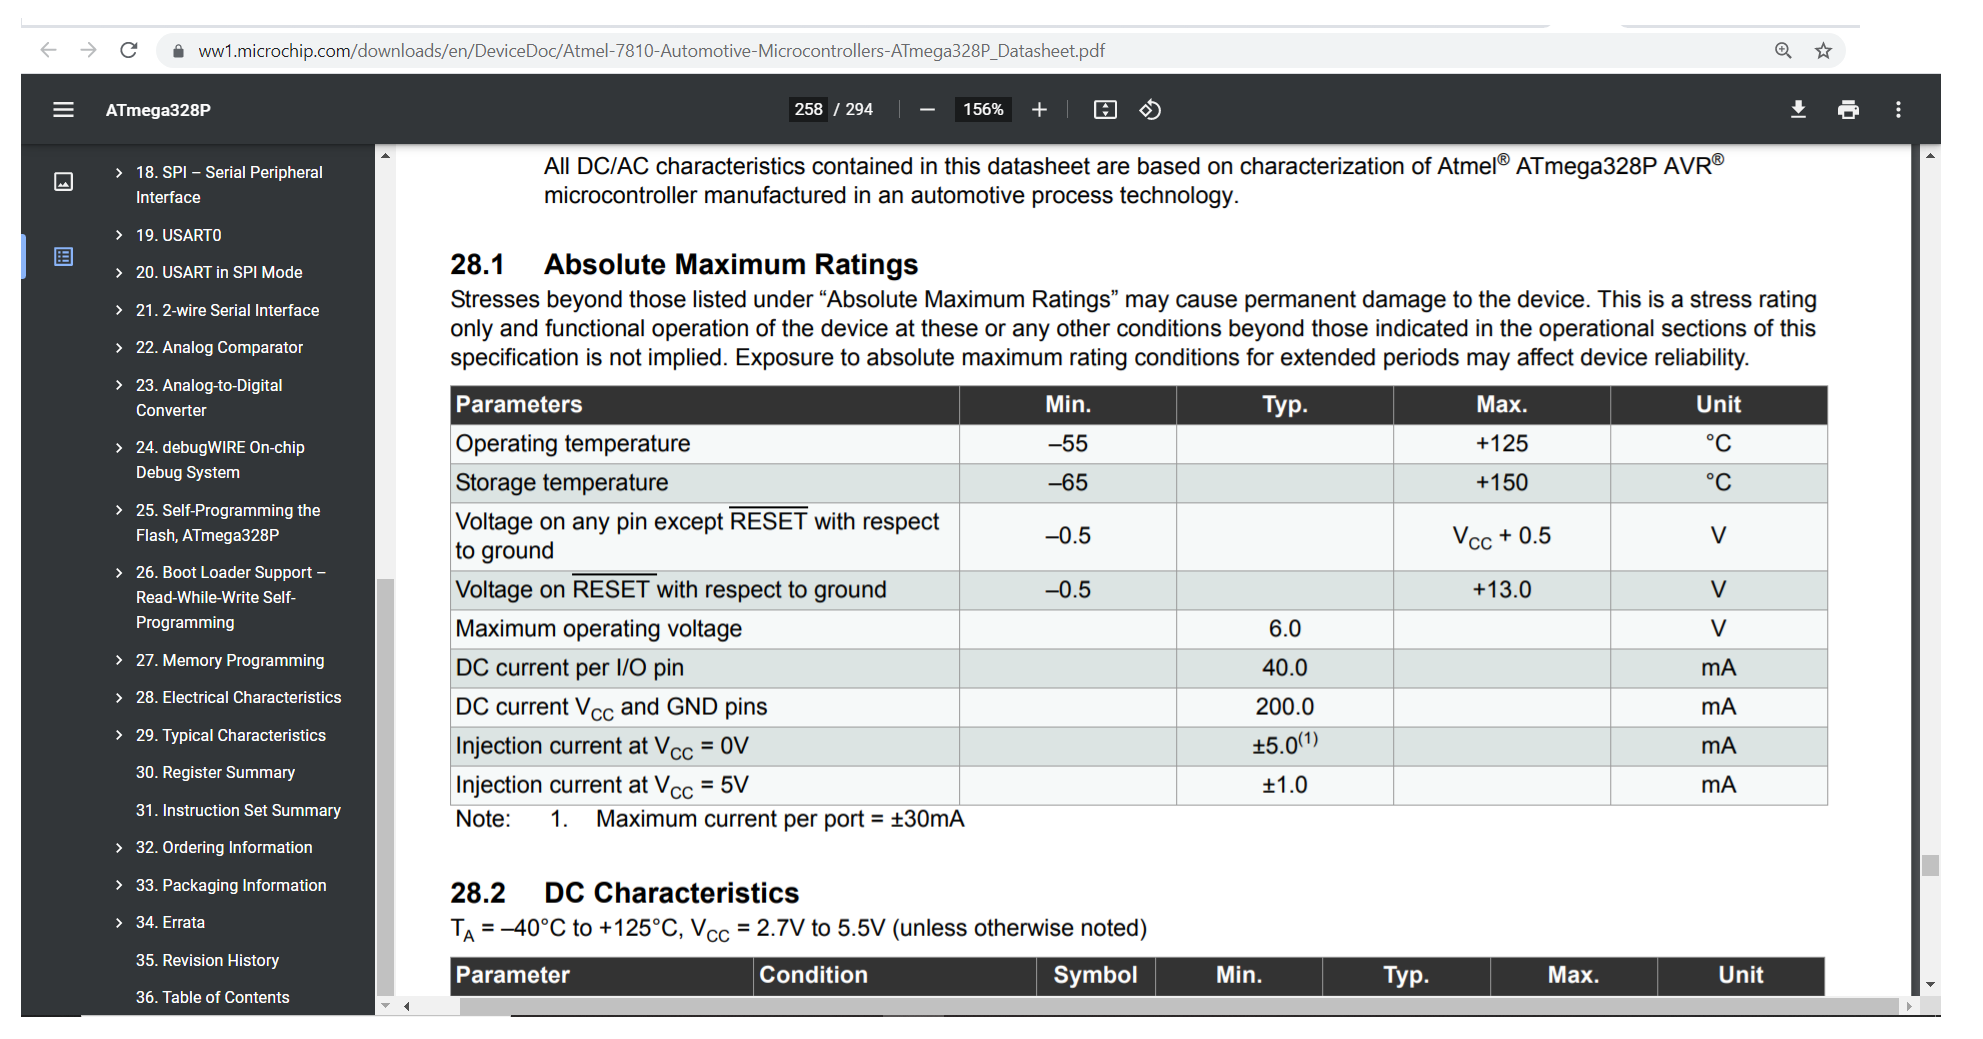 ww1.microchip.com/downloads/en/DeviceDoc/Atmel-7810-Automotive-Microcontrollers-ATmega328P_Datasheet.pdf
ATmega328P
258 / 294
156%
18. SPI – Serial Peripheral
Interface
19. USART0
20. USART in SPI Mode
21. 2-wire Serial Interface
22. Analog Comparator
23. Analog-to-Digital
Converter
24. debugWIRE On-chip
Debug System
25. Self-Programming the
Flash, ATmega328P
26. Boot Loader Support –
Read-While-Write Self-
Programming
27. Memory Programming
28. Electrical Characteristics
29. Typical Characteristics
30. Register Summary
31. Instruction Set Summary
32. Ordering Information
33. Packaging Information
34. Errata
35. Revision History
36. Table of Contents
All DC/AC characteristics contained in this datasheet are based on characterization of Atmel® ATmega328P AVR®
microcontroller manufactured in an automotive process technology.
28.1 Absolute Maximum Ratings
Stresses beyond those listed under “Absolute Maximum Ratings” may cause permanent damage to the device. This is a stress rating
only and functional operation of the device at these or any other conditions beyond those indicated in the operational sections of this
specification is not implied. Exposure to absolute maximum rating conditions for extended periods may affect device reliability.
Parameters Min. Typ. Max. Unit
Operating temperature –55 +125 °C
Storage temperature –65 +150 °C
Voltage on any pin except RESET with respect
to ground –0.5 VCC + 0.5 V
Voltage on RESET with respect to ground –0.5 +13.0 V
Maximum operating voltage 6.0 V
DC current per I/O pin 40.0 mA
DC current VCC and GND pins 200.0 mA
Injection current at VCC = 0V ±5.0(1) mA
Injection current at VCC = 5V ±1.0 mA
Note: 1. Maximum current per port = ±30mA
28.2 DC Characteristics
TA = –40°C to +125°C, VCC = 2.7V to 5.5V (unless otherwise noted)
Parameter Condition Symbol Min. Typ. Max. Unit